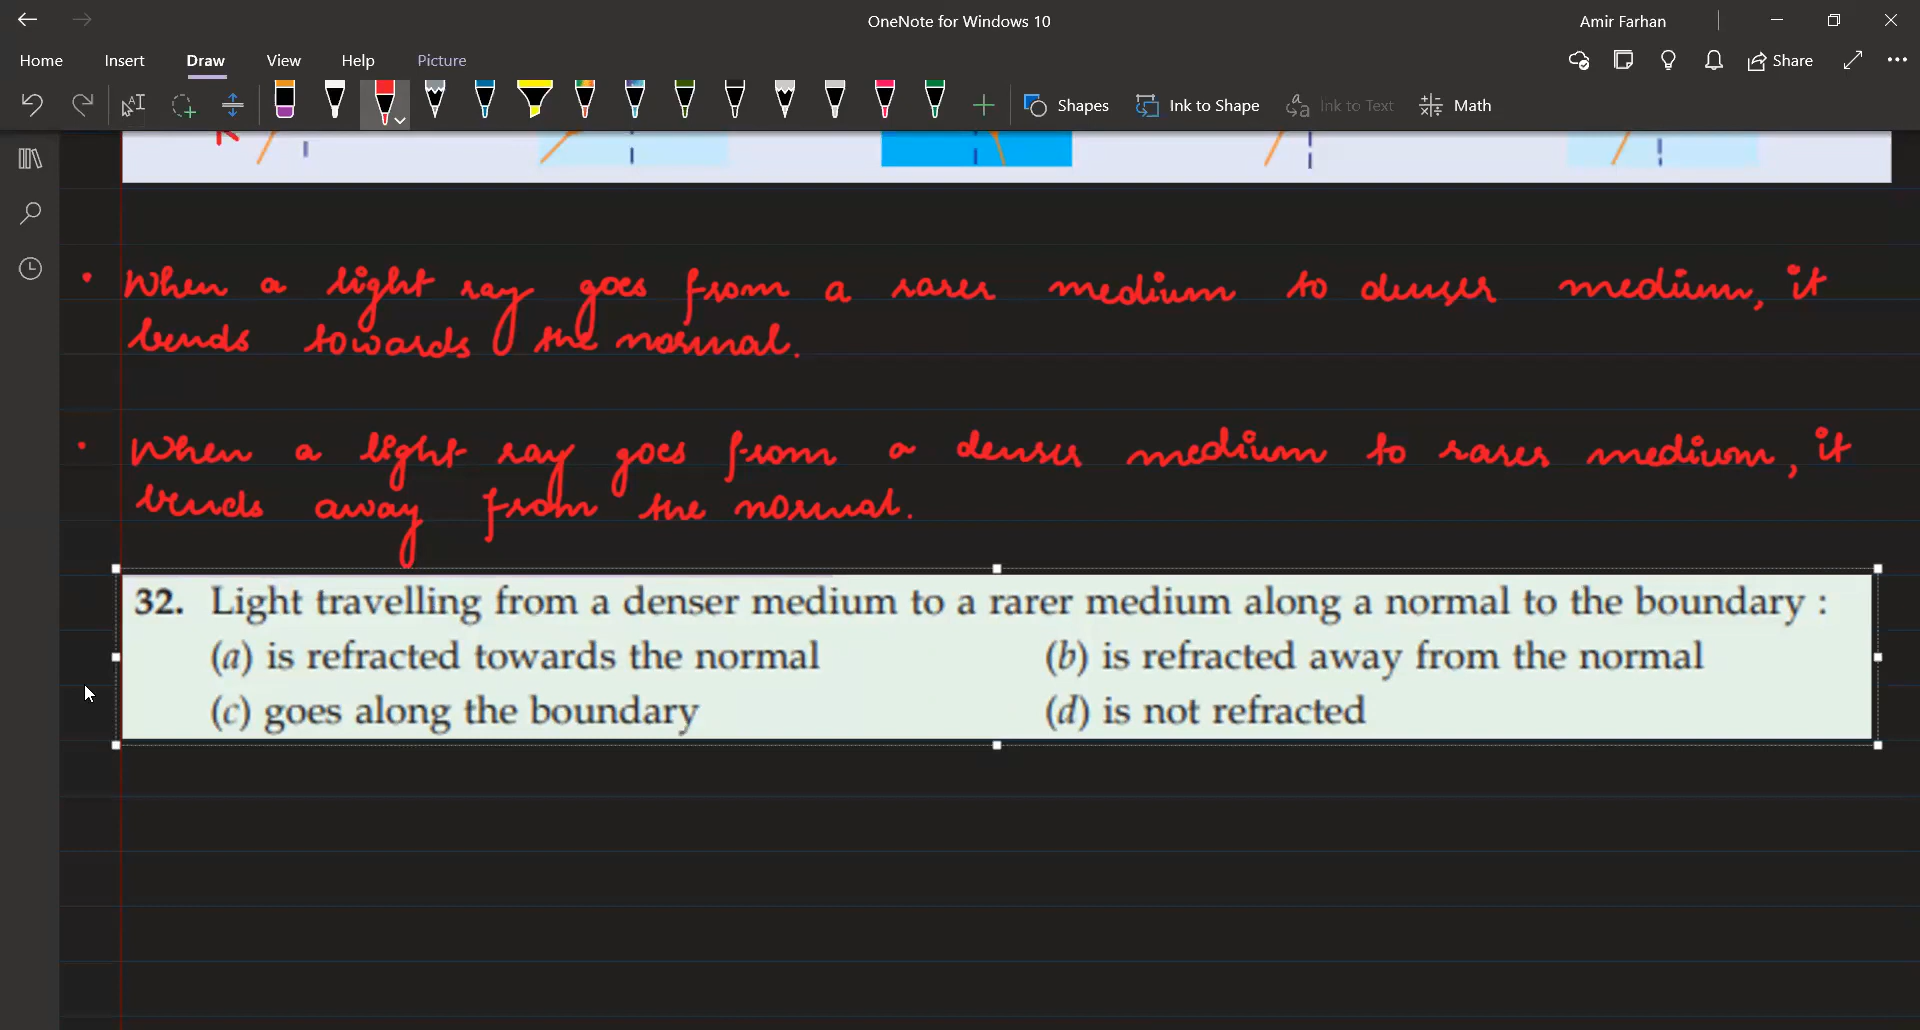 OneNote for Windows 10
Amir Farhan
Home Insert Draw View Help Picture
Share
Shapes Ink to Shape Ink to Text Math
• When a light ray goes from a rarer medium to denser medium, it
bends towards the normal.
• When a light ray goes from a denser medium to rarer medium, it
bends away from the normal.
32. Light travelling from a denser medium to a rarer medium along a normal to the boundary :
(a) is refracted towards the normal (b) is refracted away from the normal
(c) goes along the boundary (d) is not refracted